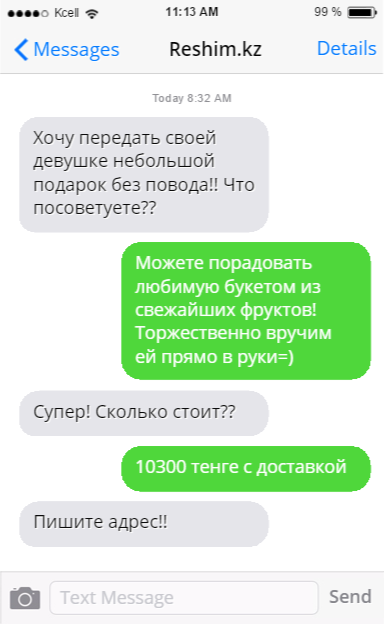 Kcell 11:13 AM 99 %
Messages Reshim.kz Details
Today 8:32 AM
Хочу передать своей
девушке небольшой
подарок без повода!! Что
посоветуете??
Можете порадовать
любимую букетом из
свежайших фруктов!
Торжественно вручим
ей прямо в руки=)
Супер! Сколько стоит??
10300 тенге с доставкой
Пишите адрес!!
Text Message Send